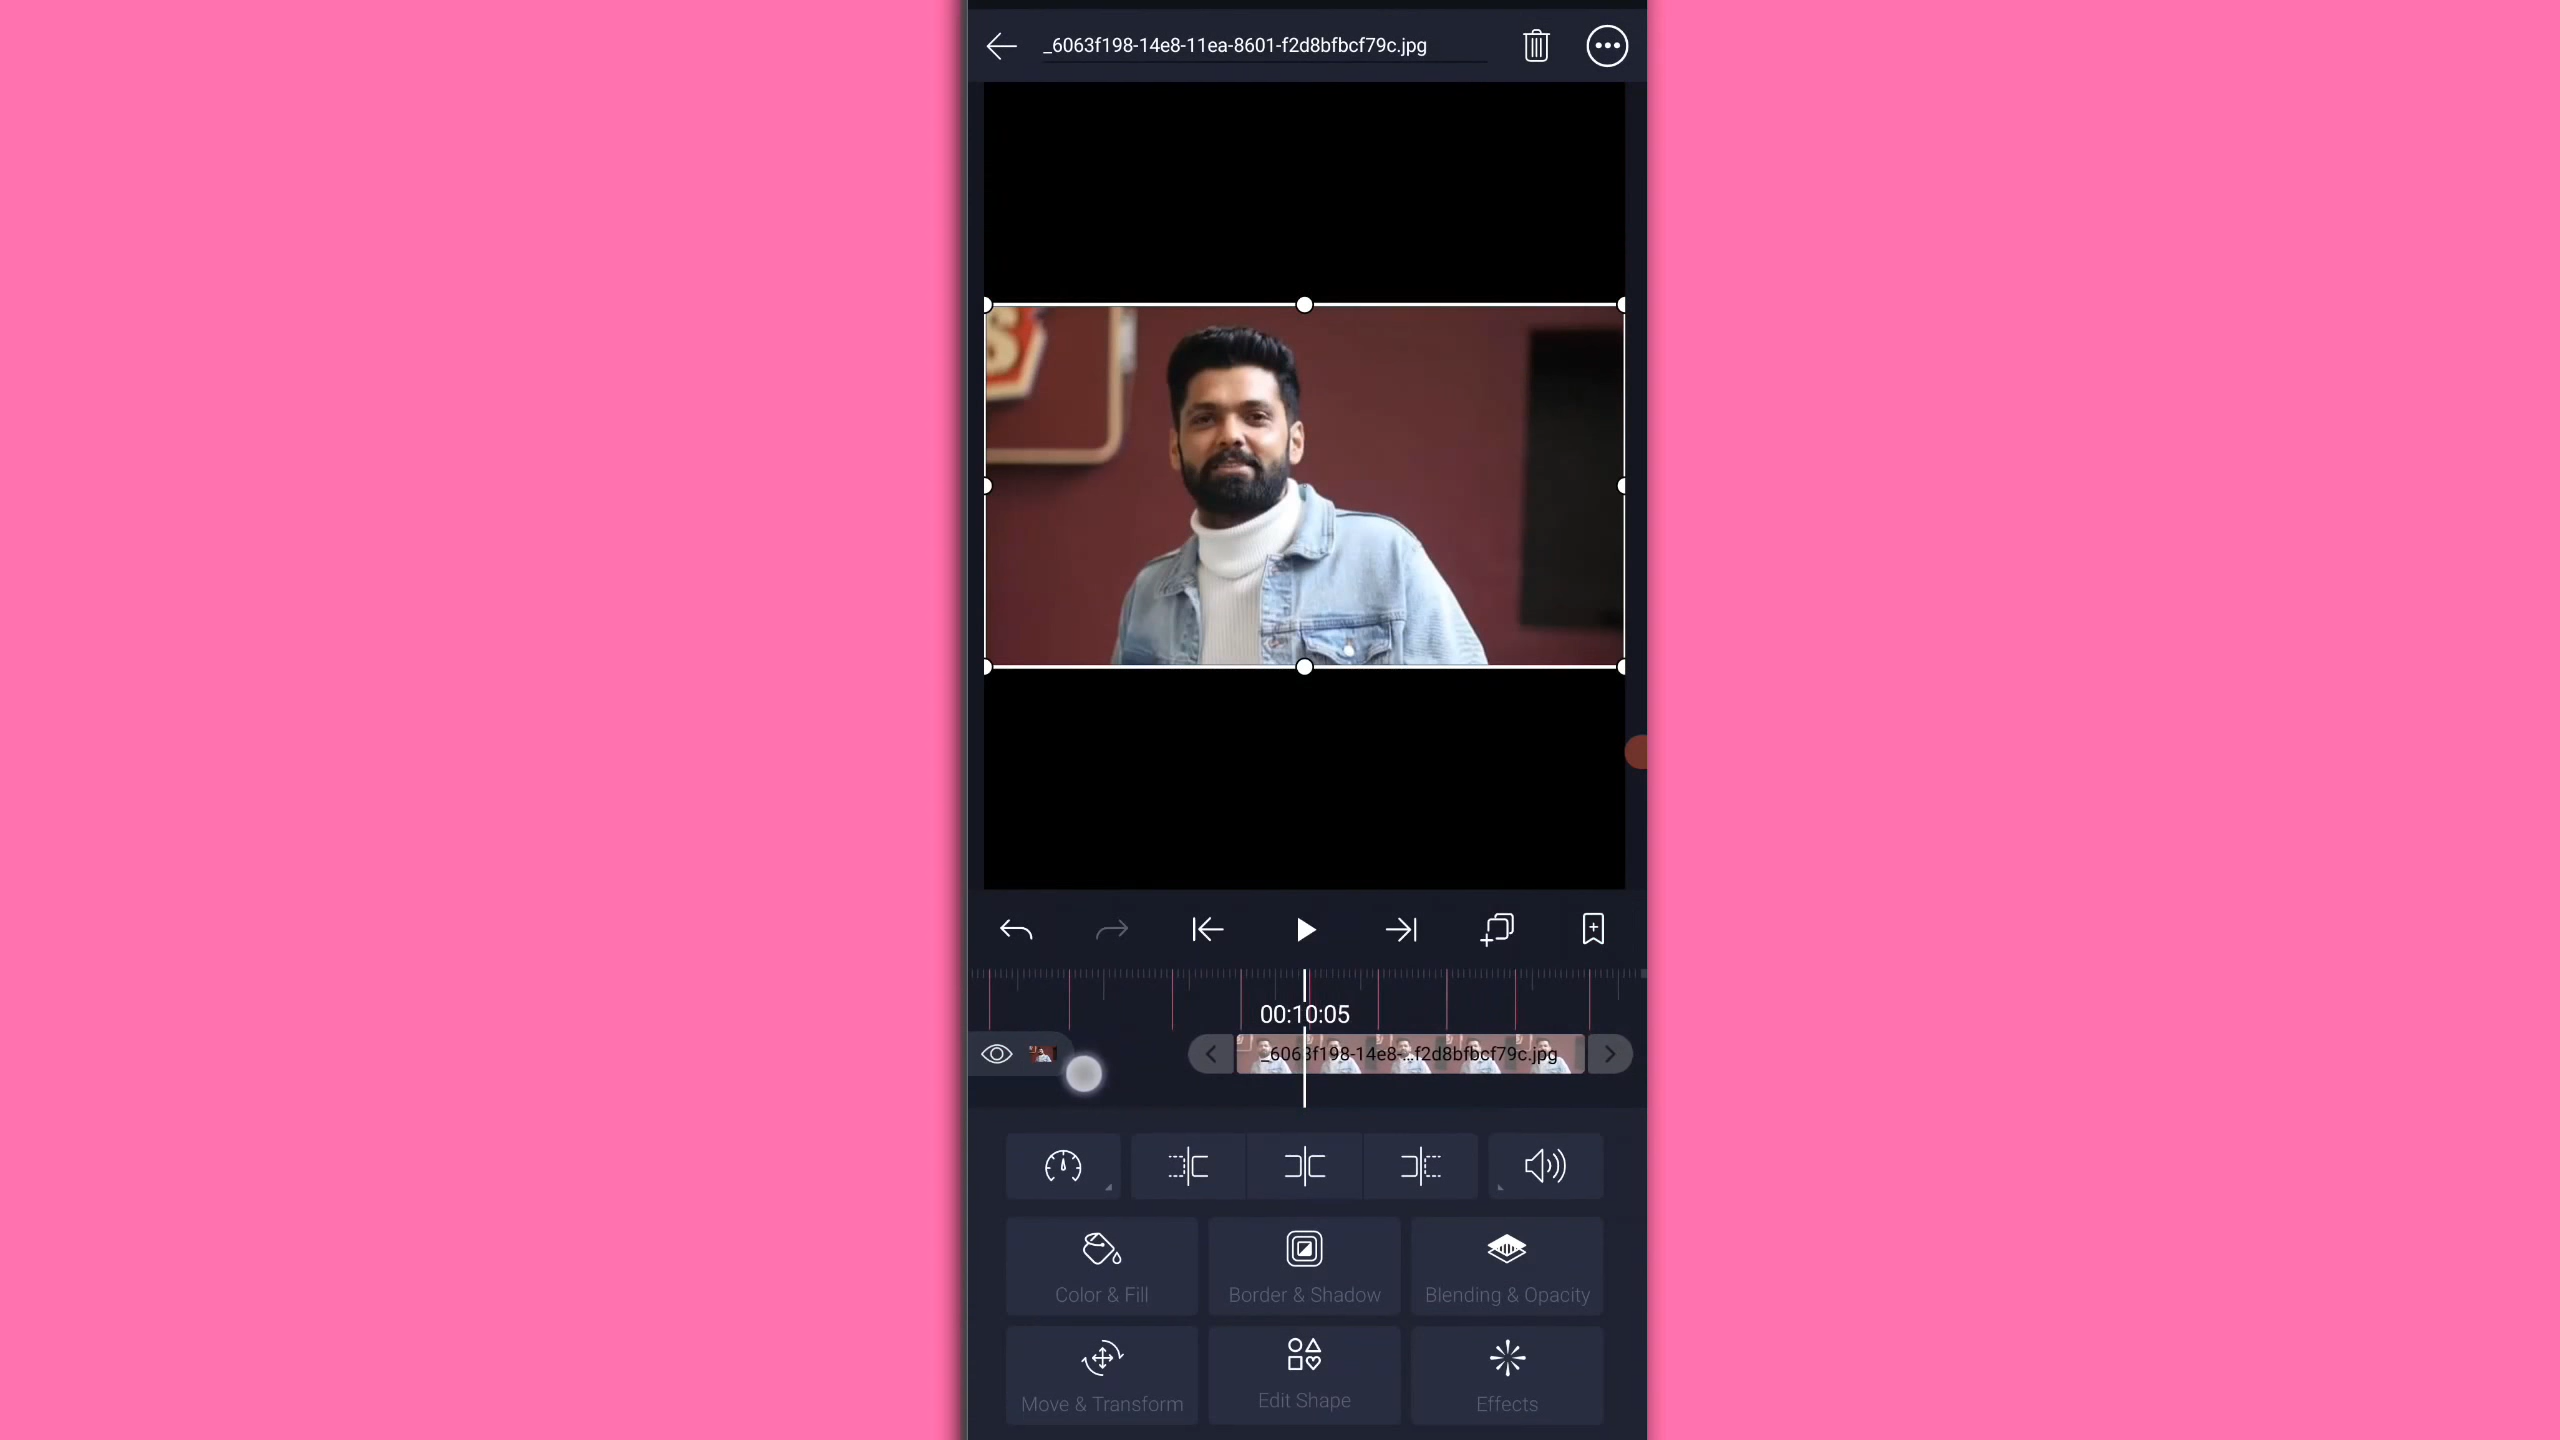 _6063f198-14e8-11ea-8601-f2d8bfbcf79c.jpg
S
00:10:05
_6063f198-14e8-...f2d8bfbcf79c.jpg
Color & Fill
Border & Shadow
Blending & Opacity
Move & Transform
Edit Shape
Effects